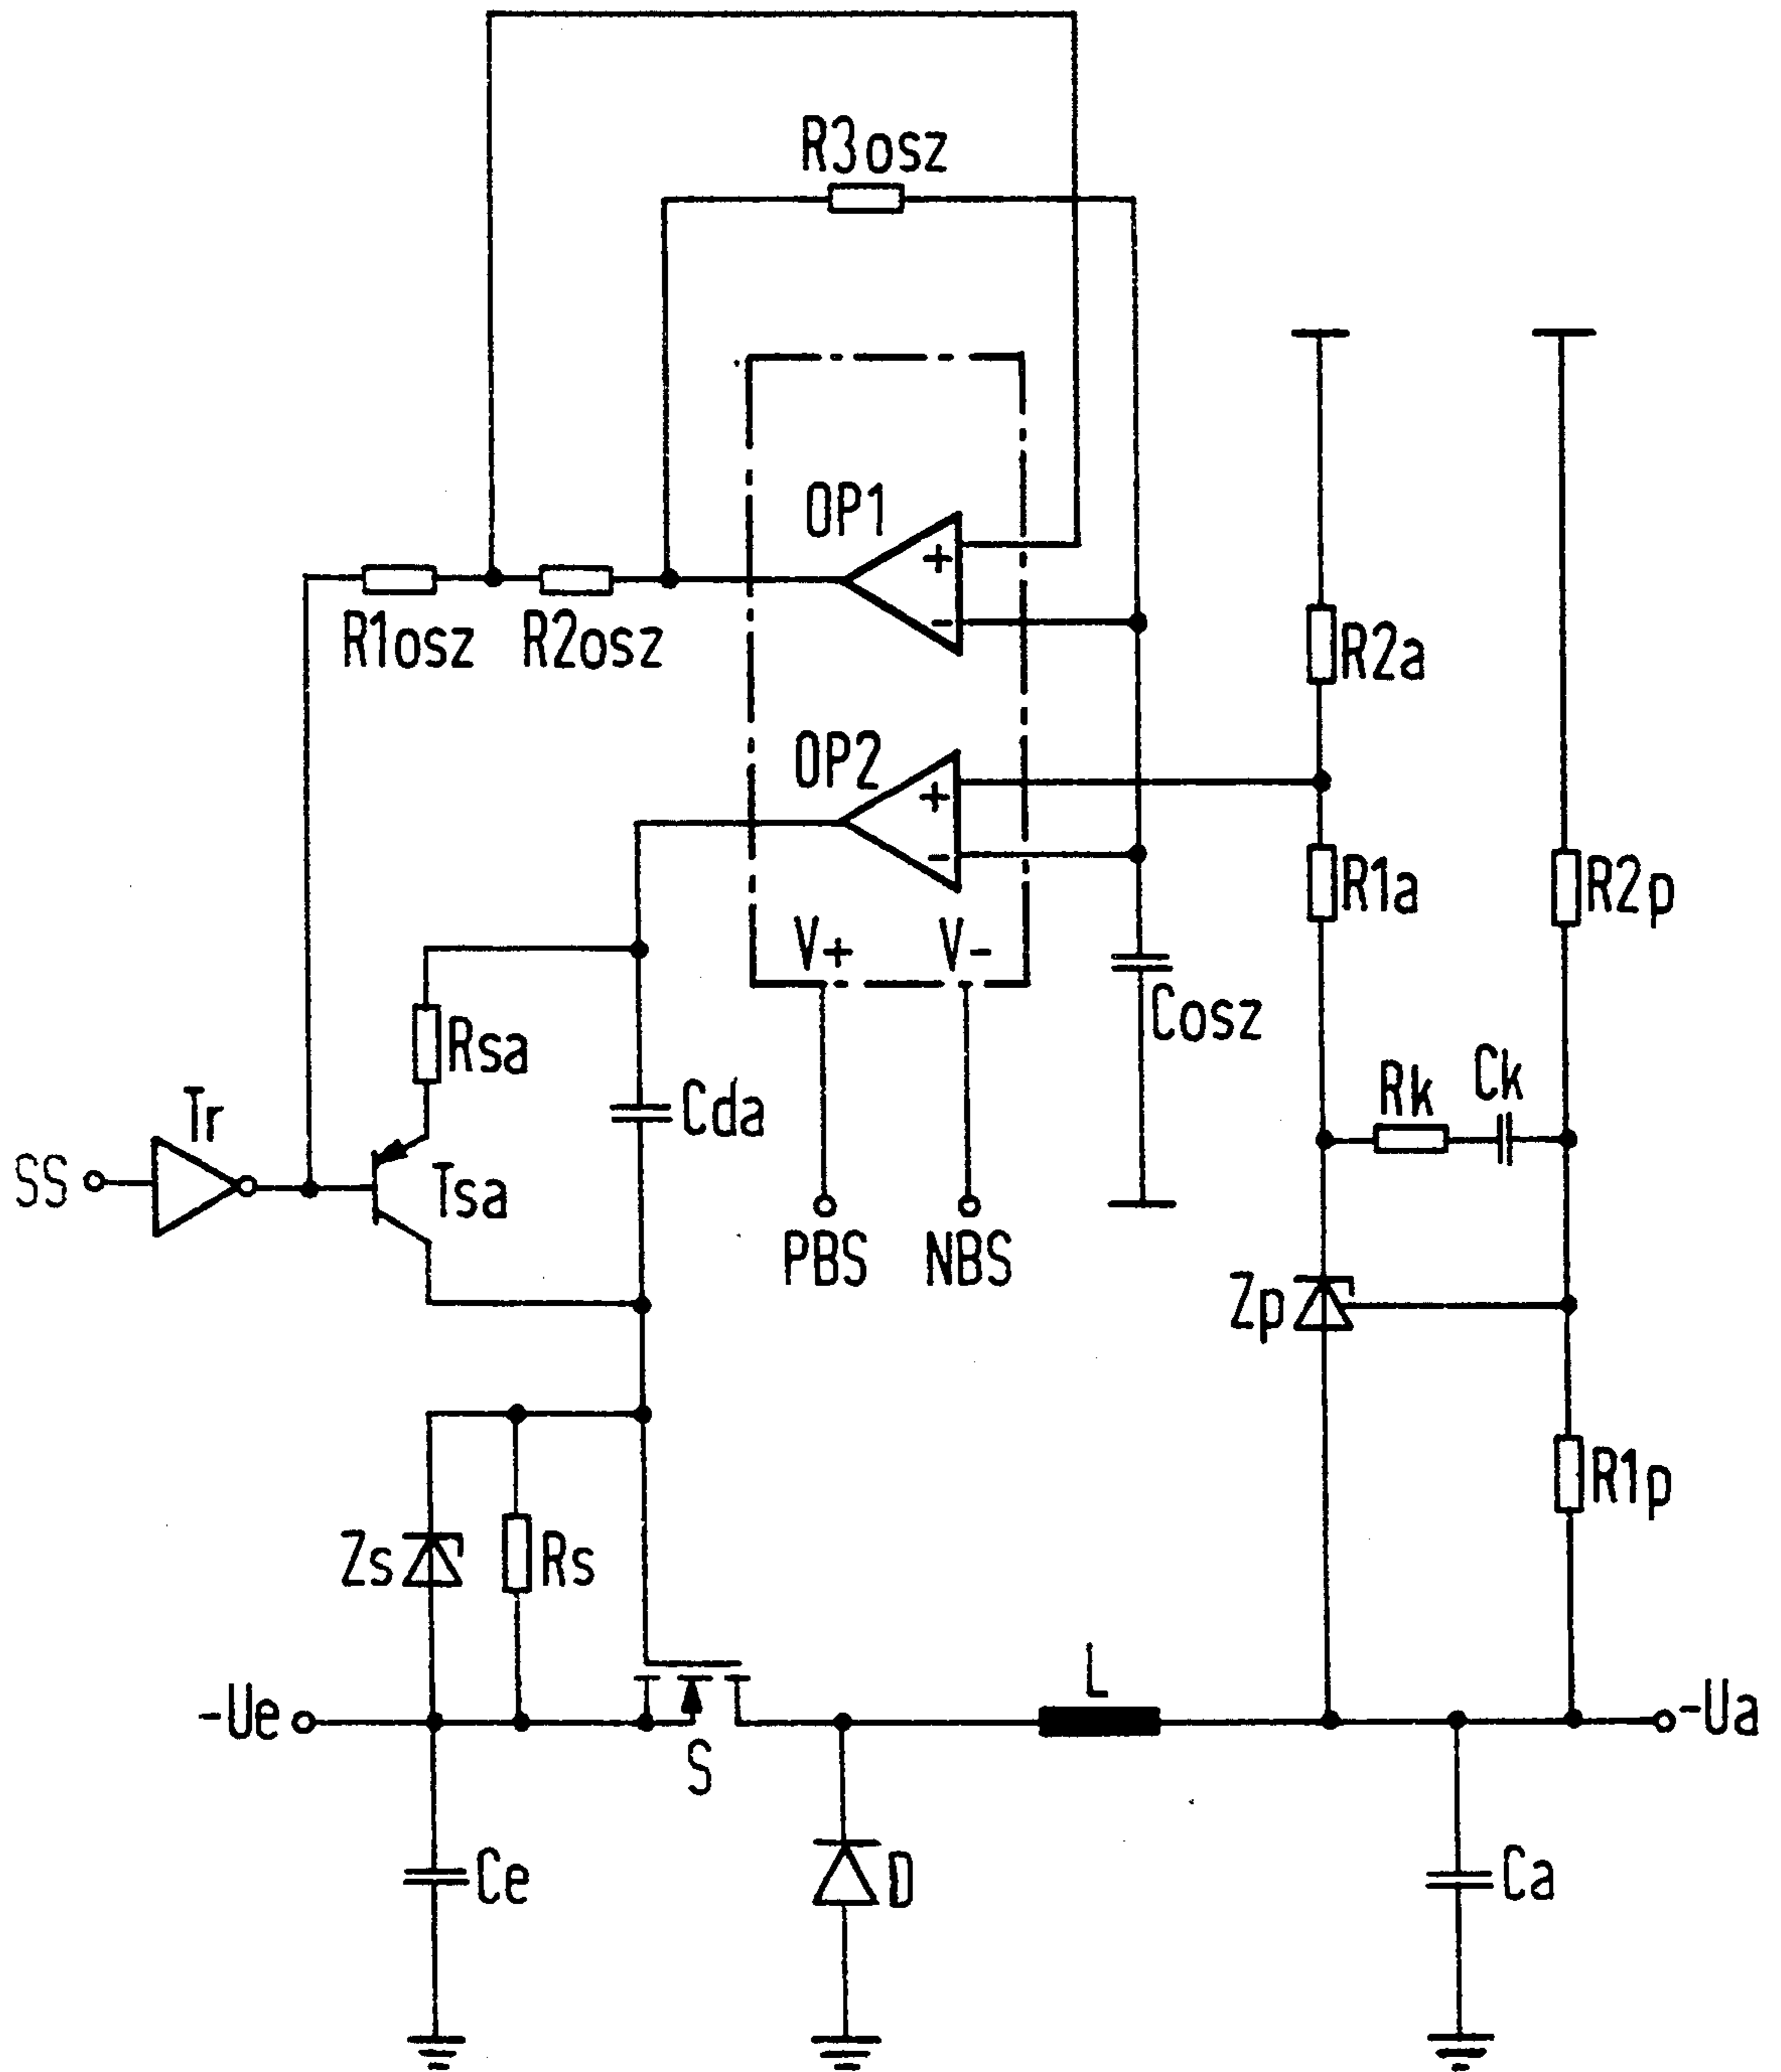 R3osz
OP1
R1osz
R2osz
R2a
OP2
R1a
R2p
V+
V-
Cosz
Rsa
Tr
Cda
Rk
Ck
SS
Tsa
PBS
NBS
Zp
R1p
Zs
Rs
L
-Ue
-Ua
S
Ce
D
Ca
+
-
+
-